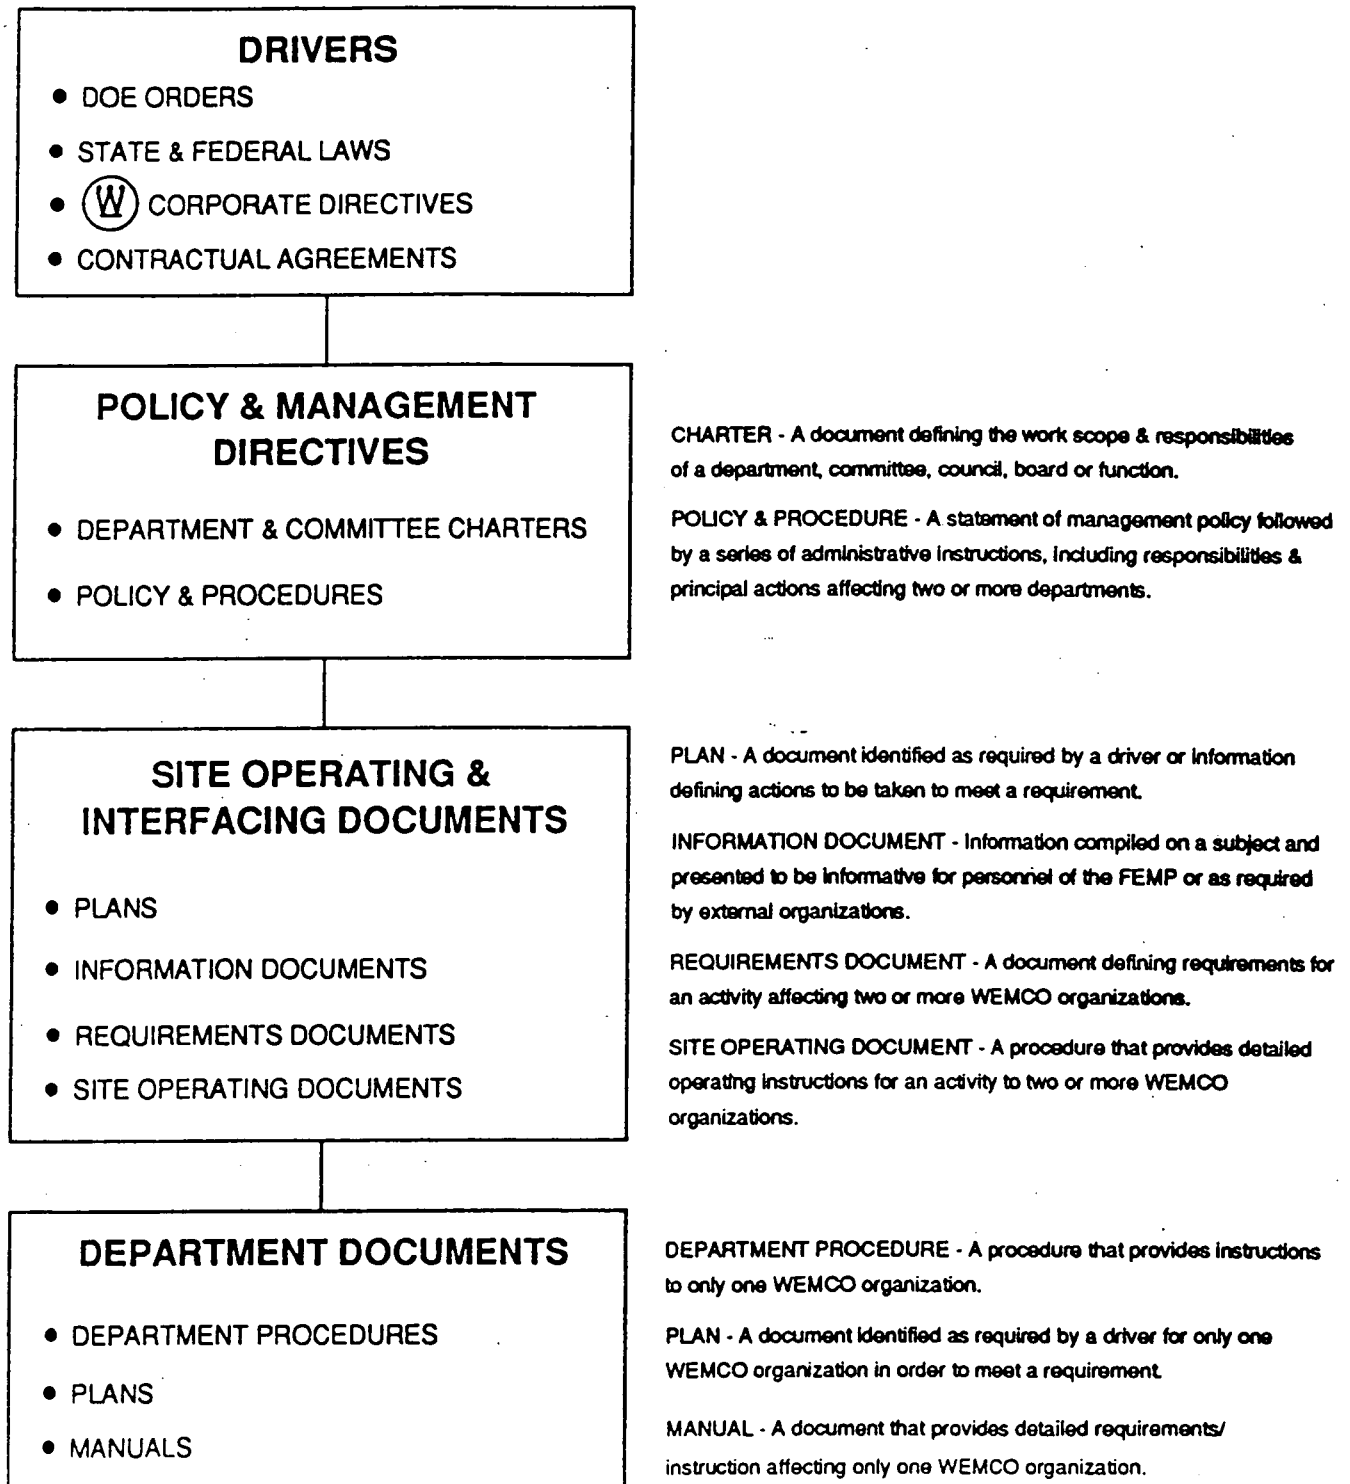 DRIVERS
• DOE ORDERS
• STATE & FEDERAL LAWS
• W CORPORATE DIRECTIVES
• CONTRACTUAL AGREEMENTS
POLICY & MANAGEMENT
DIRECTIVES
• DEPARTMENT & COMMITTEE CHARTERS
• POLICY & PROCEDURES
CHARTER - A document defining the work scope & responsibilities
of a department, committee, council, board or function.
POLICY & PROCEDURE - A statement of management policy followed
by a series of administrative instructions, including responsibilities &
principal actions affecting two or more departments.
SITE OPERATING &
INTERFACING DOCUMENTS
• PLANS
• INFORMATION DOCUMENTS
• REQUIREMENTS DOCUMENTS
• SITE OPERATING DOCUMENTS
PLAN - A document identified as required by a driver or information
defining actions to be taken to meet a requirement.
INFORMATION DOCUMENT - Information compiled on a subject and
presented to be informative for personnel of the FEMP or as required
by external organizations.
REQUIREMENTS DOCUMENT - A document defining requirements for
an activity affecting two or more WEMCO organizations.
SITE OPERATING DOCUMENT - A procedure that provides detailed
operating instructions for an activity to two or more WEMCO
organizations.
DEPARTMENT DOCUMENTS
• DEPARTMENT PROCEDURES
• PLANS
• MANUALS
DEPARTMENT PROCEDURE - A procedure that provides instructions
to only one WEMCO organization.
PLAN - A document identified as required by a driver for only one
WEMCO organization in order to meet a requirement.
MANUAL - A document that provides detailed requirements/
instruction affecting only one WEMCO organization.